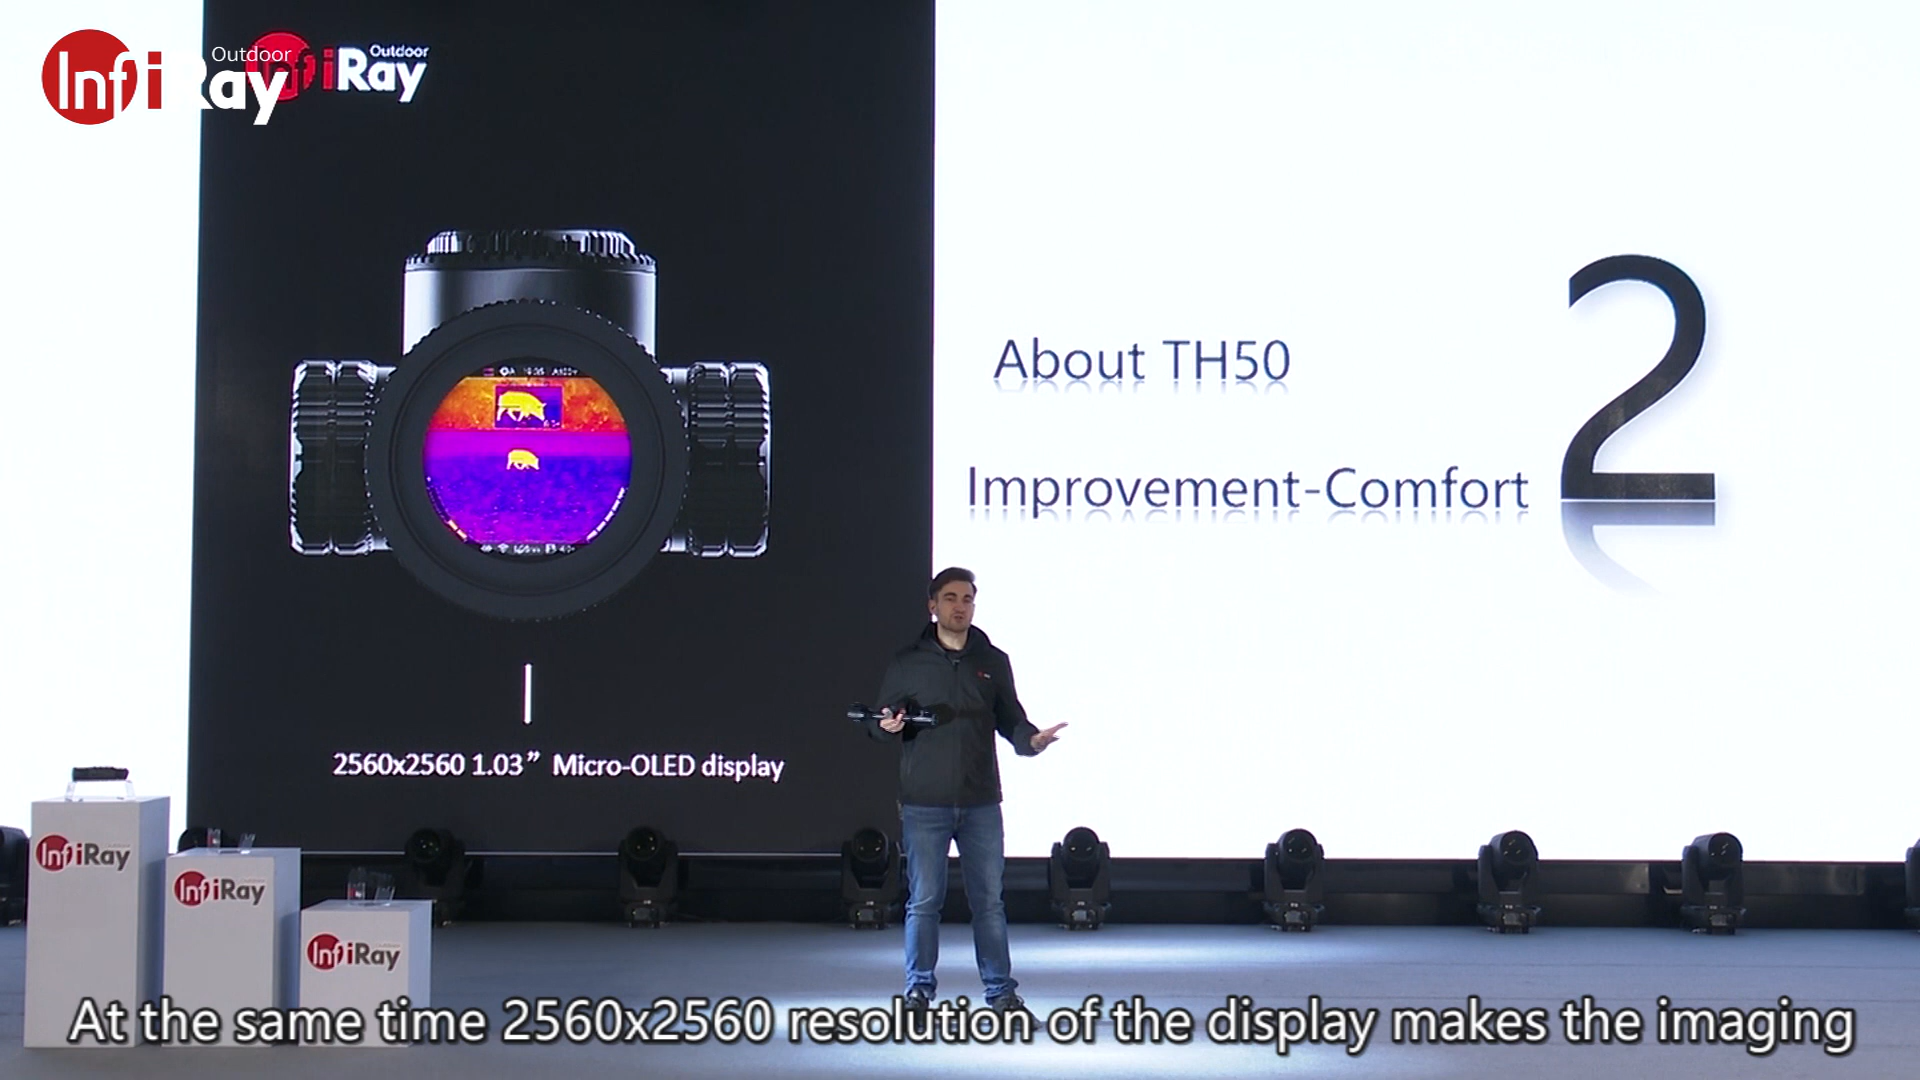 Outdoor
InfiRay
Outdoor
InfiRay
About TH50
Improvement-Comfort
2
2560x2560 1.03” Micro-OLED display
InfiRay
InfiRay
InfiRay
At the same time 2560x2560 resolution of the display makes the imaging